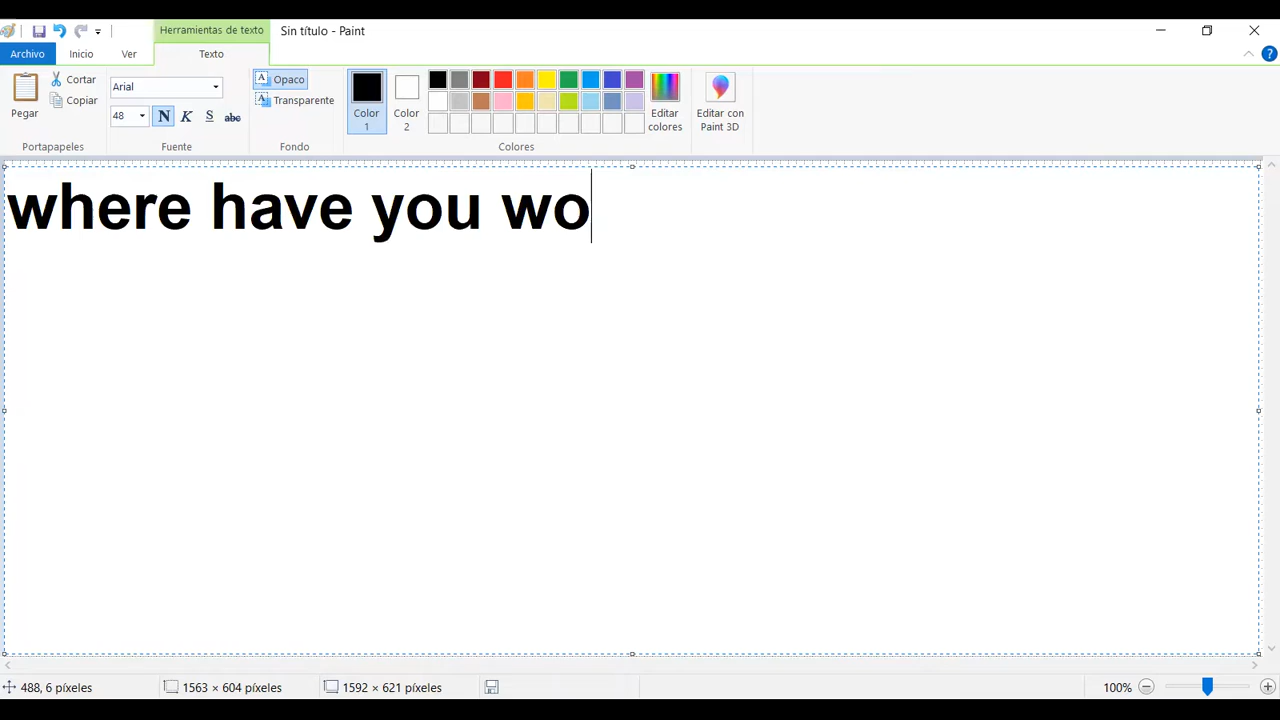 Herramientas de texto
Sin título - Paint
Archivo
Inicio
Ver
Texto
Pegar
Cortar
Copiar
Portapapeles
Arial
48
N K S abc
Fuente
Opaco
Transparente
Fondo
Color 1
Color 2
Editar colores
Editar con Paint 3D
Colores
where have you wo
488, 6 píxeles
1563 × 604 píxeles
1592 × 621 píxeles
100%